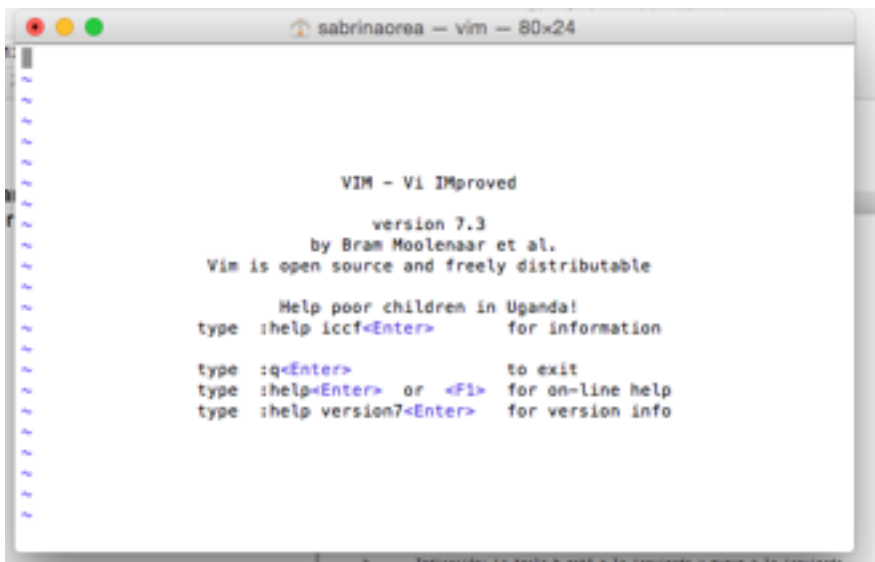 sabrinaorea — vim — 80×24
~
~
~
~
~
~ VIM - Vi IMproved
~
~ version 7.3
~ by Bram Moolenaar et al.
~ Vim is open source and freely distributable
~
~ Help poor children in Uganda!
~ type :help iccf<Enter> for information
~
~ type :q<Enter> to exit
~ type :help<Enter> or <F1> for on-line help
~ type :help version7<Enter> for version info
~
~
~
~
~